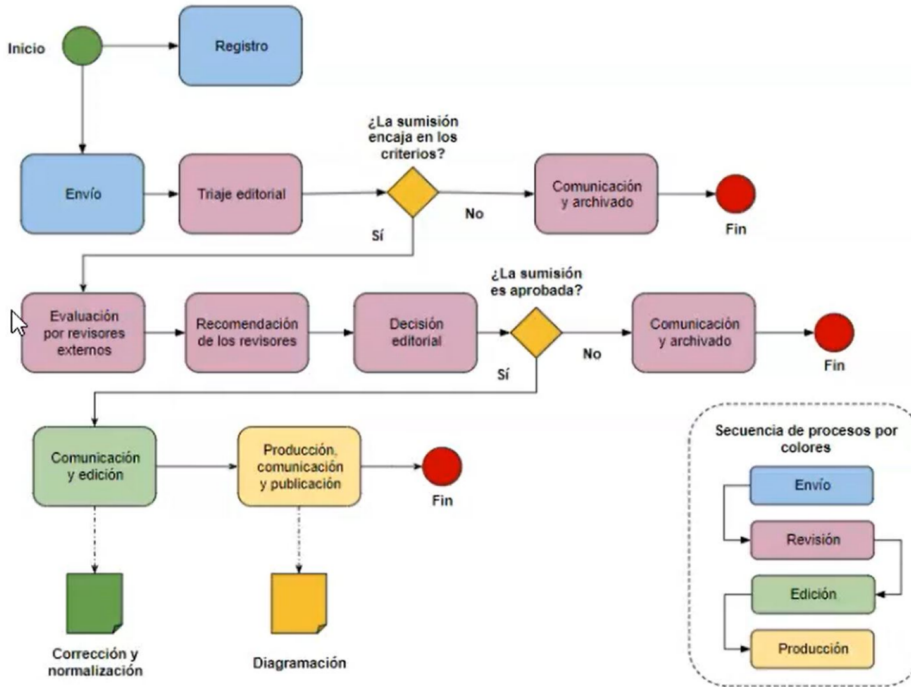 Inicio
Registro
¿La sumisión
encaja en los
criterios?
Envío
Triaje editorial
Comunicación
y archivado
No
Fin
Sí
¿La sumisión
es aprobada?
Evaluación
por revisores
externos
Recomendación
de los revisores
Decisión
editorial
Comunicación
y archivado
No
Fin
Sí
Comunicación
y edición
Producción,
comunicación
y publicación
Fin
Corrección y
normalización
Diagramación
Secuencia de procesos por
colores
Envío
Revisión
Edición
Producción